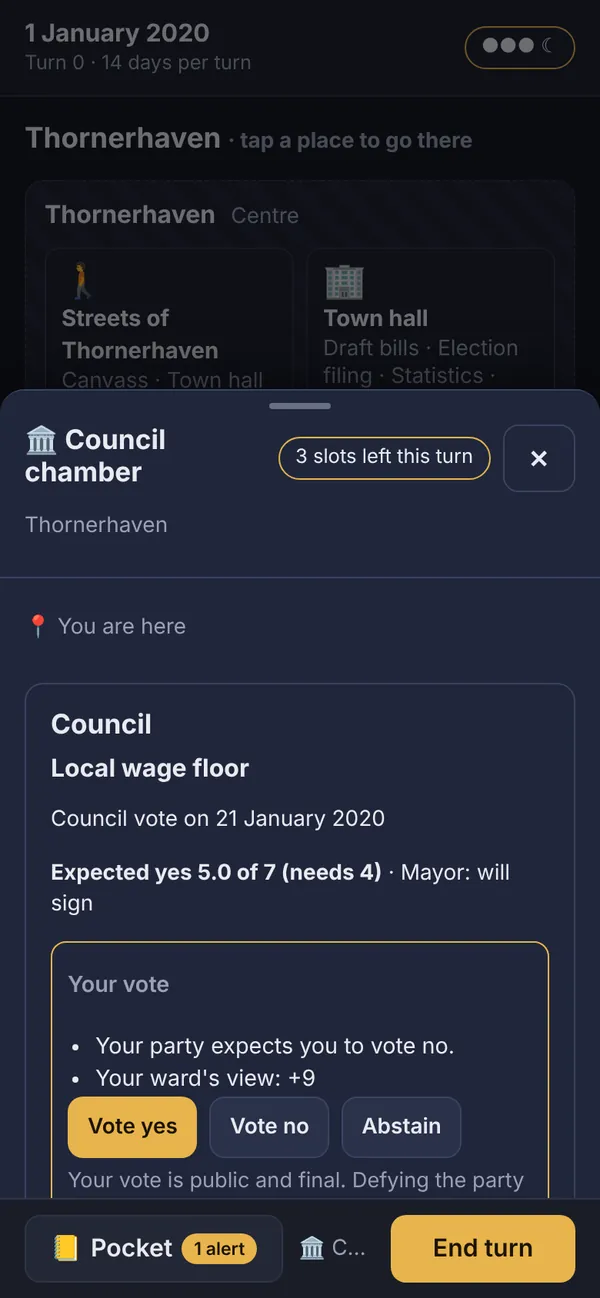 1 January 2020
Turn 0 · 14 days per turn
Thornerhaven · tap a place to go there
Thornerhaven Centre
Streets of
Thornerhaven
Canvass · Town hall
Town hall
Draft bills · Election
filing · Statistics ·
Council
chamber
3 slots left this turn
Thornerhaven
You are here
Council
Local wage floor
Council vote on 21 January 2020
Expected yes 5.0 of 7 (needs 4) · Mayor: will
sign
Your vote
• Your party expects you to vote no.
• Your ward's view: +9
Vote yes Vote no Abstain
Your vote is public and final. Defying the party
Pocket 1 alert C... End turn